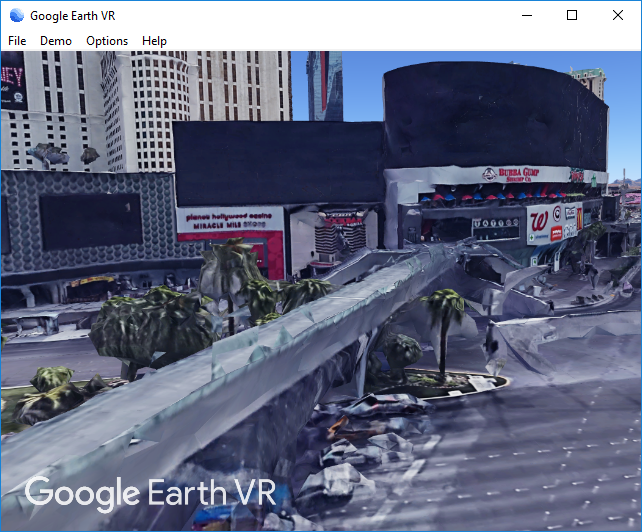 Google Earth VR
File Demo Options Help
BUBBA GUMP
SHRIMP CO.
planet hollywood casino
MIRACLE MILE SHOPS
W
Google Earth VR